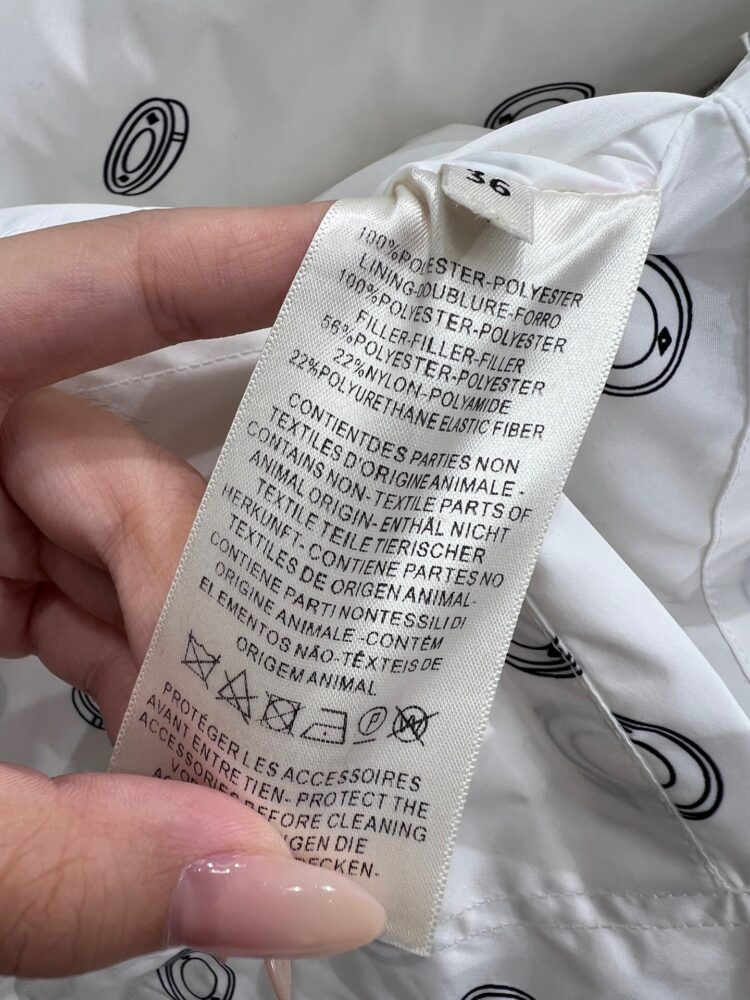 36
100%POLYESTER-POLYESTER
LINING-DOUBLURE-FORRO
100%POLYESTER-POLYESTER
FILLER-FILLER-FILLER
56%POLYESTER-POLYESTER
22%NYLON-POLYAMIDE
22%POLYURETHANE ELASTIC FIBER
CONTIENTDES PARTIES NON
TEXTILES D'ORIGINE ANIMALE -
CONTAINS NON-TEXTILE PARTS OF
ANIMAL ORIGIN- ENTHÄL NICHT
TEXTILE TEILE TIERISCHER
HERKUNFT- CONTIENE PARTES NO
TEXTILES DE ORIGEN ANIMAL-
CONTIENE PARTI NONTESSILI DI
ORIGINE ANIMALE -CONTÉM
ELEMENTOS NÃO-TÊXTEIS DE
ORIGEM ANIMAL
P W
PROTÉGER LES ACCESSOIRES
AVANT ENTRETIEN- PROTECT THE
ACCESSORIES BEFORE CLEANING
DIE